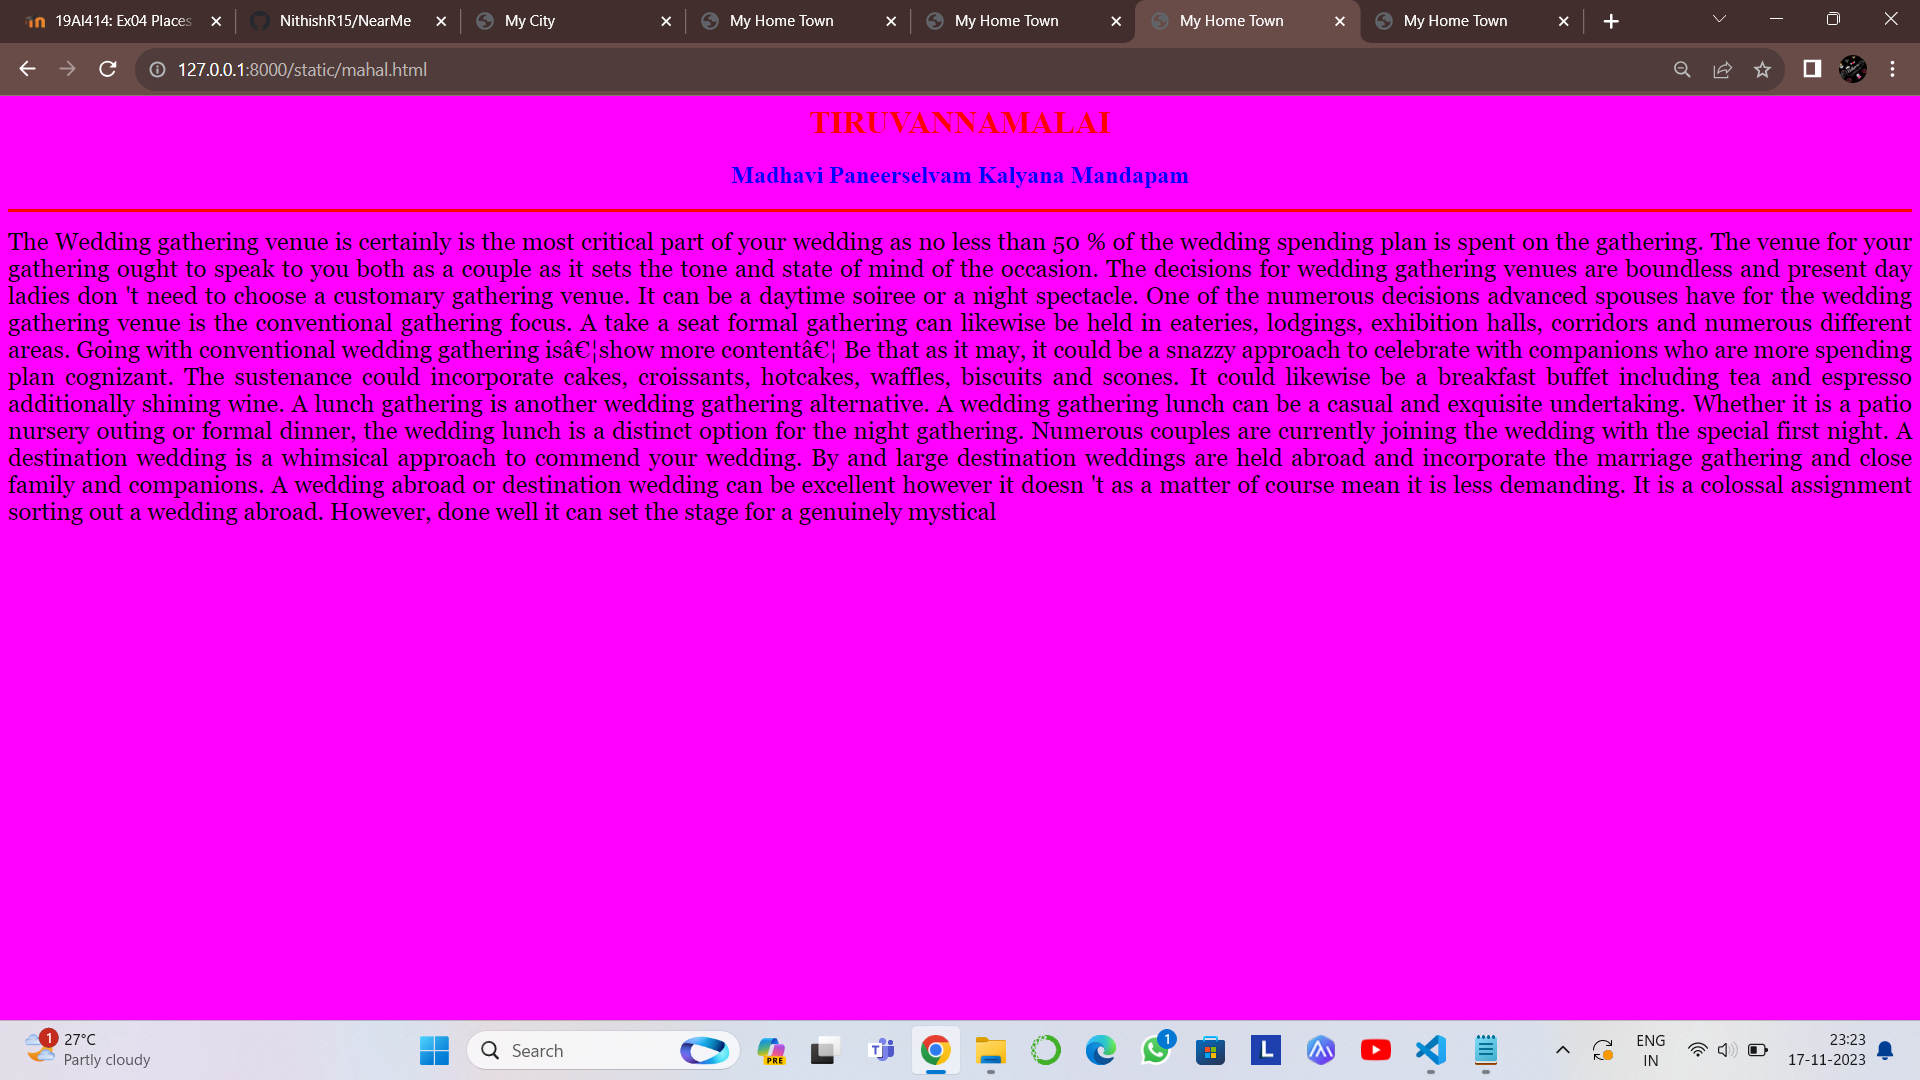 19AI414: Ex04 Places
NithishR15/NearMe
My City
My Home Town
My Home Town
My Home Town
My Home Town
127.0.0.1:8000/static/mahal.html
TIRUVANNAMALAI
Madhavi Paneerselvam Kalyana Mandapam
The Wedding gathering venue is certainly is the most critical part of your wedding as no less than 50 % of the wedding spending plan is spent on the gathering. The venue for your
gathering ought to speak to you both as a couple as it sets the tone and state of mind of the occasion. The decisions for wedding gathering venues are boundless and present day
ladies don 't need to choose a customary gathering venue. It can be a daytime soiree or a night spectacle. One of the numerous decisions advanced spouses have for the wedding
gathering venue is the conventional gathering focus. A take a seat formal gathering can likewise be held in eateries, lodgings, exhibition halls, corridors and numerous different
areas. Going with conventional wedding gathering isâ€¦show more contentâ€¦ Be that as it may, it could be a snazzy approach to celebrate with companions who are more spending
plan cognizant. The sustenance could incorporate cakes, croissants, hotcakes, waffles, biscuits and scones. It could likewise be a breakfast buffet including tea and espresso
additionally shining wine. A lunch gathering is another wedding gathering alternative. A wedding gathering lunch can be a casual and exquisite undertaking. Whether it is a patio
nursery outing or formal dinner, the wedding lunch is a distinct option for the night gathering. Numerous couples are currently joining the wedding with the special first night. A
destination wedding is a whimsical approach to commend your wedding. By and large destination weddings are held abroad and incorporate the marriage gathering and close
family and companions. A wedding abroad or destination wedding can be excellent however it doesn 't as a matter of course mean it is less demanding. It is a colossal assignment
sorting out a wedding abroad. However, done well it can set the stage for a genuinely mystical
1
27°C
Partly cloudy
Search
PRE
1
L
ENG
IN
23:23
17-11-2023